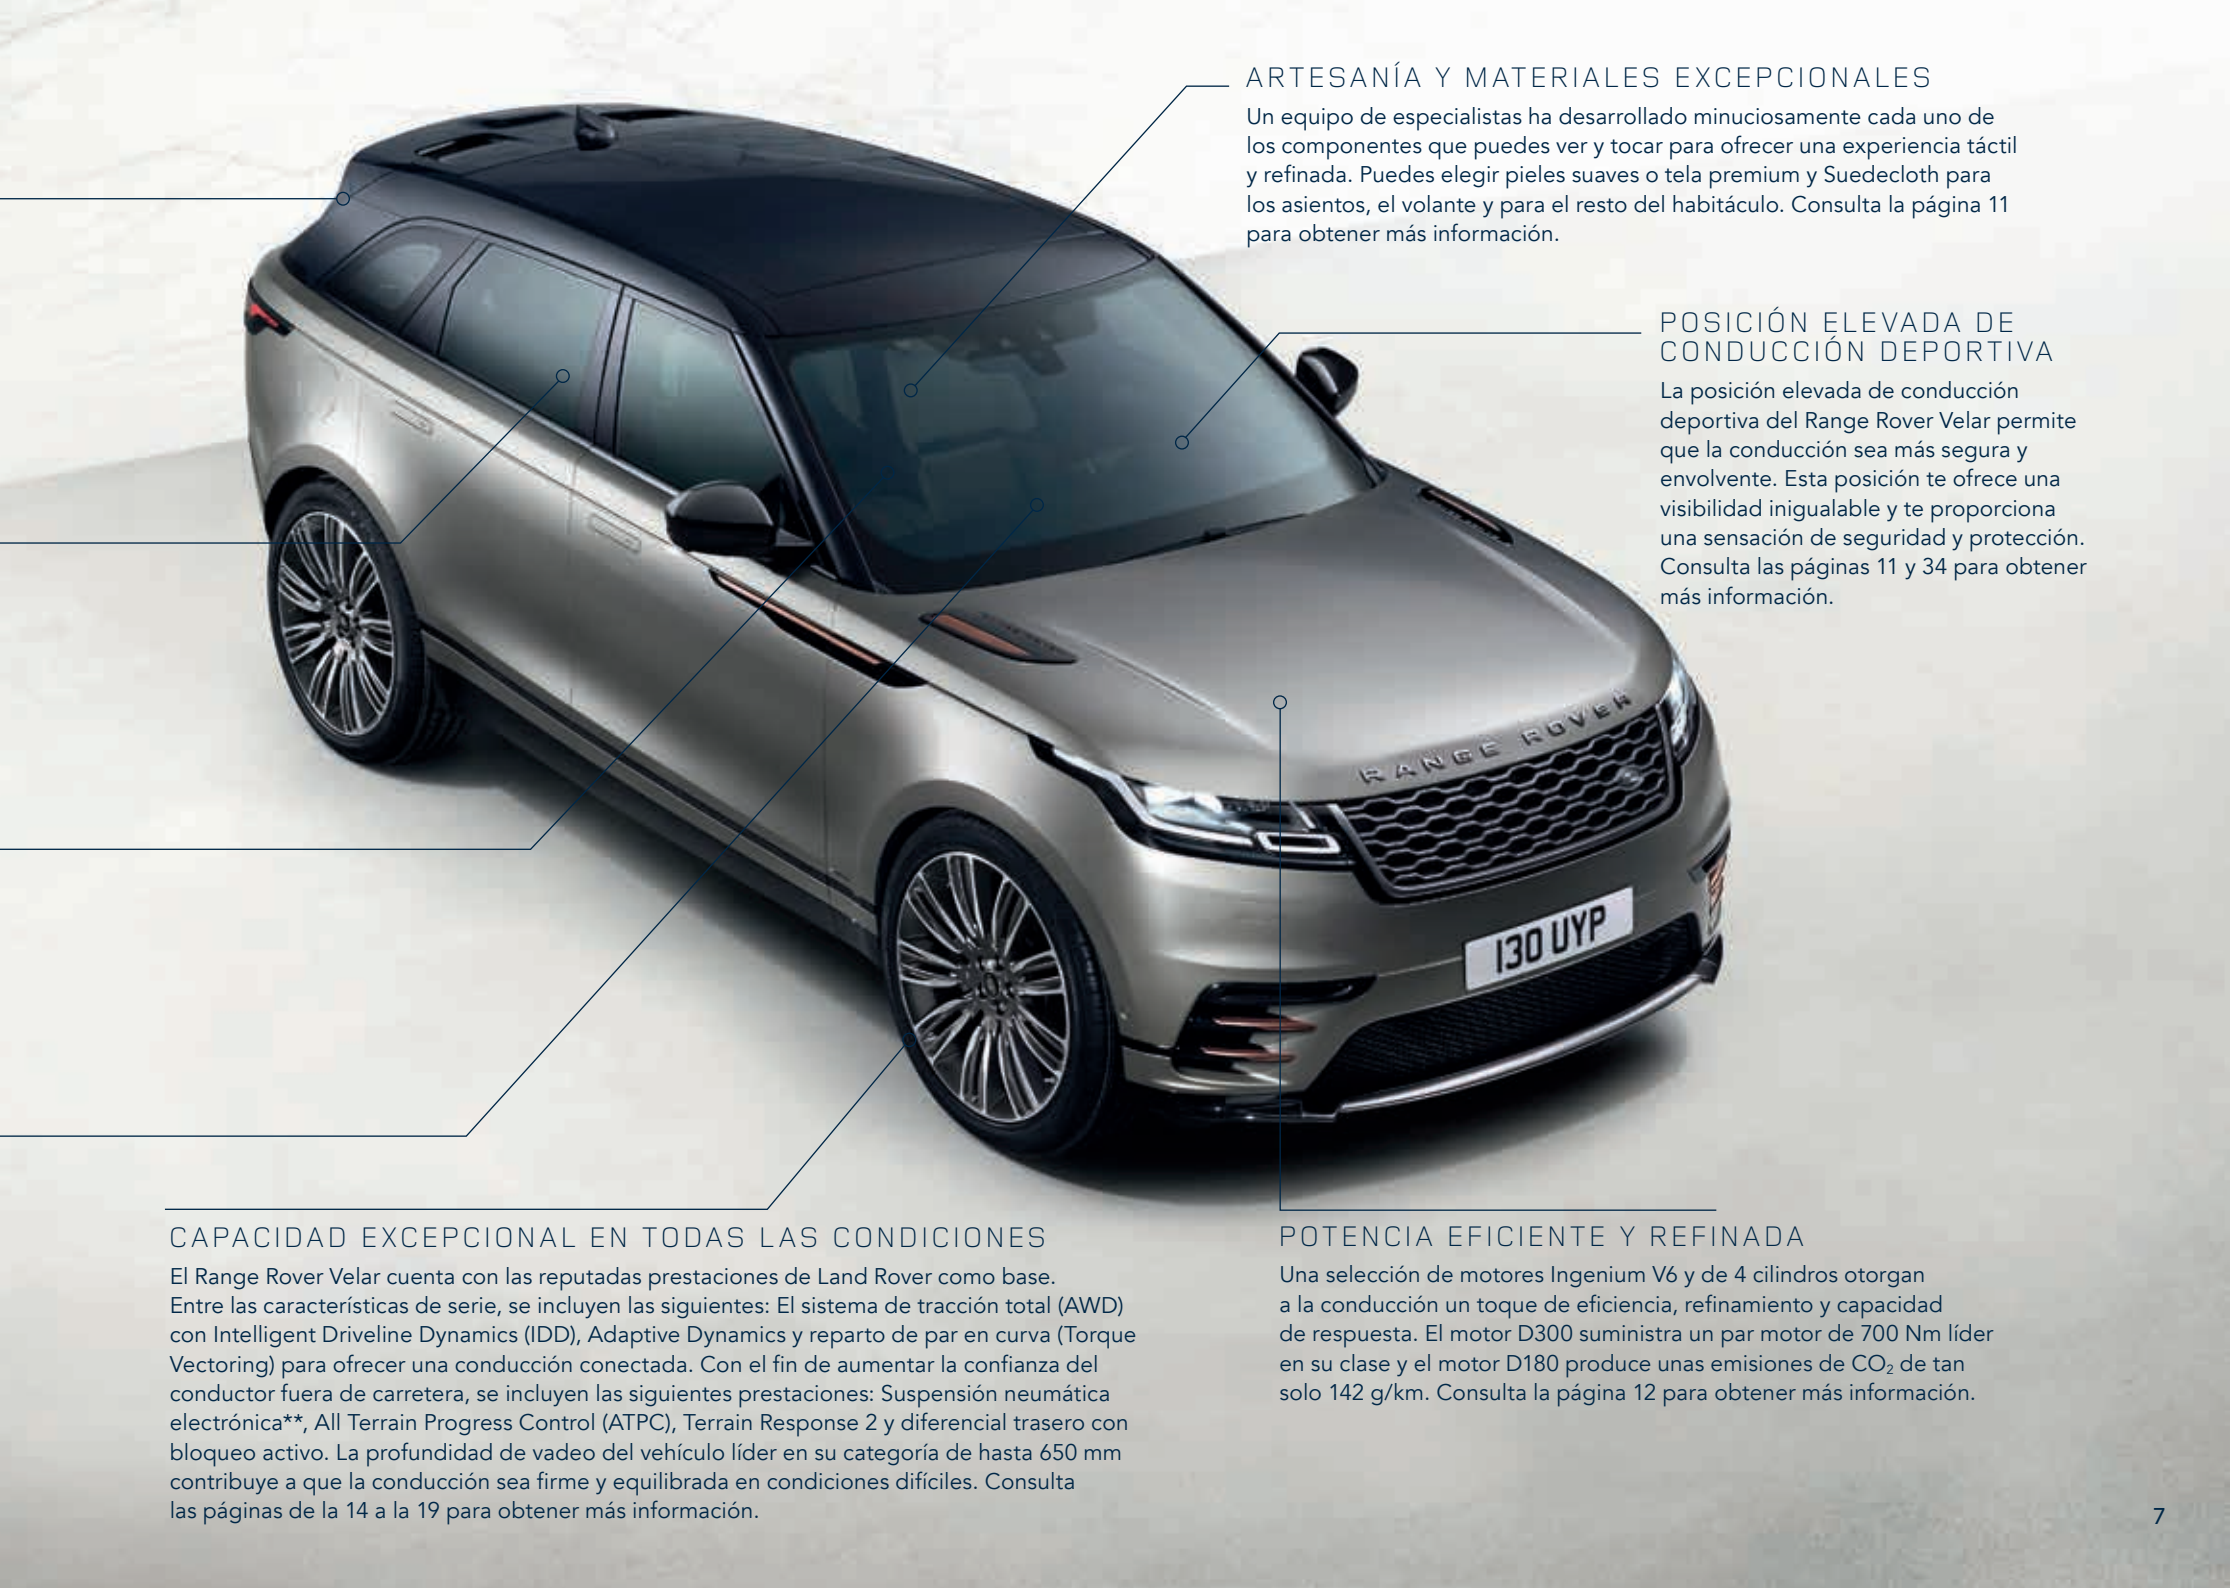 ARTESANÍA Y MATERIALES EXCEPCIONALES
Un equipo de especialistas ha desarrollado minuciosamente cada uno de
los componentes que puedes ver y tocar para ofrecer una experiencia táctil
y refinada. Puedes elegir pieles suaves o tela premium y Suedecloth para
los asientos, el volante y para el resto del habitáculo. Consulta la página 11
para obtener más información.
POSICIÓN ELEVADA DE
CONDUCCIÓN DEPORTIVA
La posición elevada de conducción
deportiva del Range Rover Velar permite
que la conducción sea más segura y
envolvente. Esta posición te ofrece una
visibilidad inigualable y te proporciona
una sensación de seguridad y protección.
Consulta las páginas 11 y 34 para obtener
más información.
RANGE ROVER
130 UYP
CAPACIDAD EXCEPCIONAL EN TODAS LAS CONDICIONES
El Range Rover Velar cuenta con las reputadas prestaciones de Land Rover como base.
Entre las características de serie, se incluyen las siguientes: El sistema de tracción total (AWD)
con Intelligent Driveline Dynamics (IDD), Adaptive Dynamics y reparto de par en curva (Torque
Vectoring) para ofrecer una conducción conectada. Con el fin de aumentar la confianza del
conductor fuera de carretera, se incluyen las siguientes prestaciones: Suspensión neumática
electrónica**, All Terrain Progress Control (ATPC), Terrain Response 2 y diferencial trasero con
bloqueo activo. La profundidad de vadeo del vehículo líder en su categoría de hasta 650 mm
contribuye a que la conducción sea firme y equilibrada en condiciones difíciles. Consulta
las páginas de la 14 a la 19 para obtener más información.
POTENCIA EFICIENTE Y REFINADA
Una selección de motores Ingenium V6 y de 4 cilindros otorgan
a la conducción un toque de eficiencia, refinamiento y capacidad
de respuesta. El motor D300 suministra un par motor de 700 Nm líder
en su clase y el motor D180 produce unas emisiones de CO₂ de tan
solo 142 g/km. Consulta la página 12 para obtener más información.
7